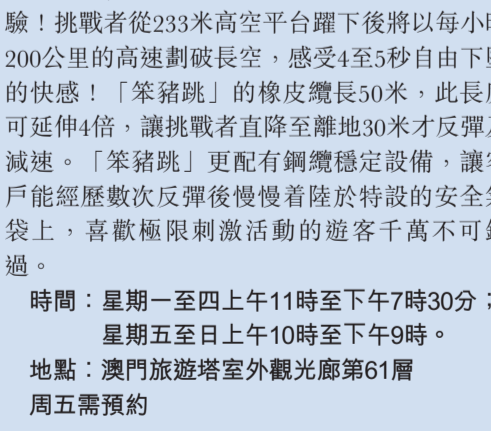 驗！挑戰者從233米高空平台躍下後將以每小
200公里的高速劃破長空，感受4至5秒自由下
的快感！「笨豬跳」的橡皮纜長50米，此長
可延伸4倍，讓挑戰者直降至離地30米才反彈
減速。「笨豬跳」更配有鋼纜穩定設備，讓
戶能經歷數次反彈後慢慢着陸於特設的安全
袋上，喜歡極限刺激活動的遊客千萬不可
過。
時間：星期一至四上午11時至下午7時30分；
星期五至日上午10時至下午9時。
地點：澳門旅遊塔室外觀光廊第61層
周五需預約